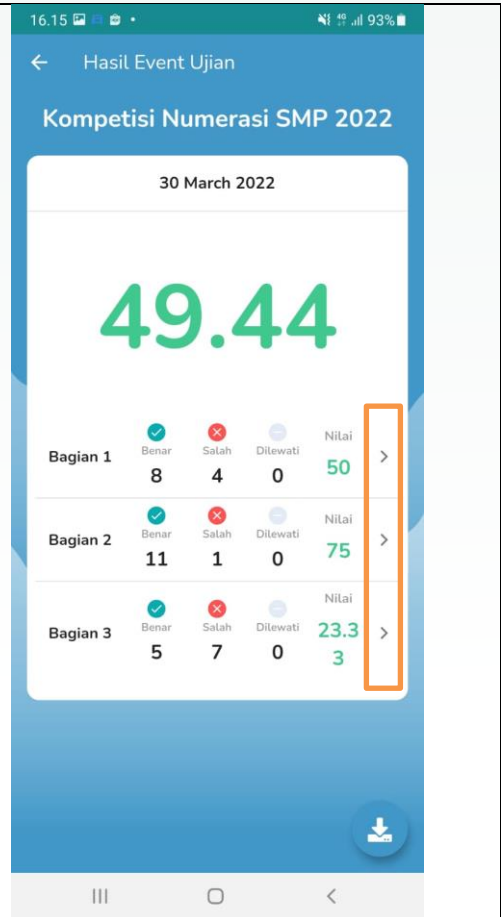 16.15 93%
Hasil Event Ujian
Kompetisi Numerasi SMP 2022
30 March 2022
49.44
Bagian 1 Benar 8 Salah 4 Dilewati 0 Nilai 50
Bagian 2 Benar 11 Salah 1 Dilewati 0 Nilai 75
Bagian 3 Benar 5 Salah 7 Dilewati 0 Nilai 23.3
3